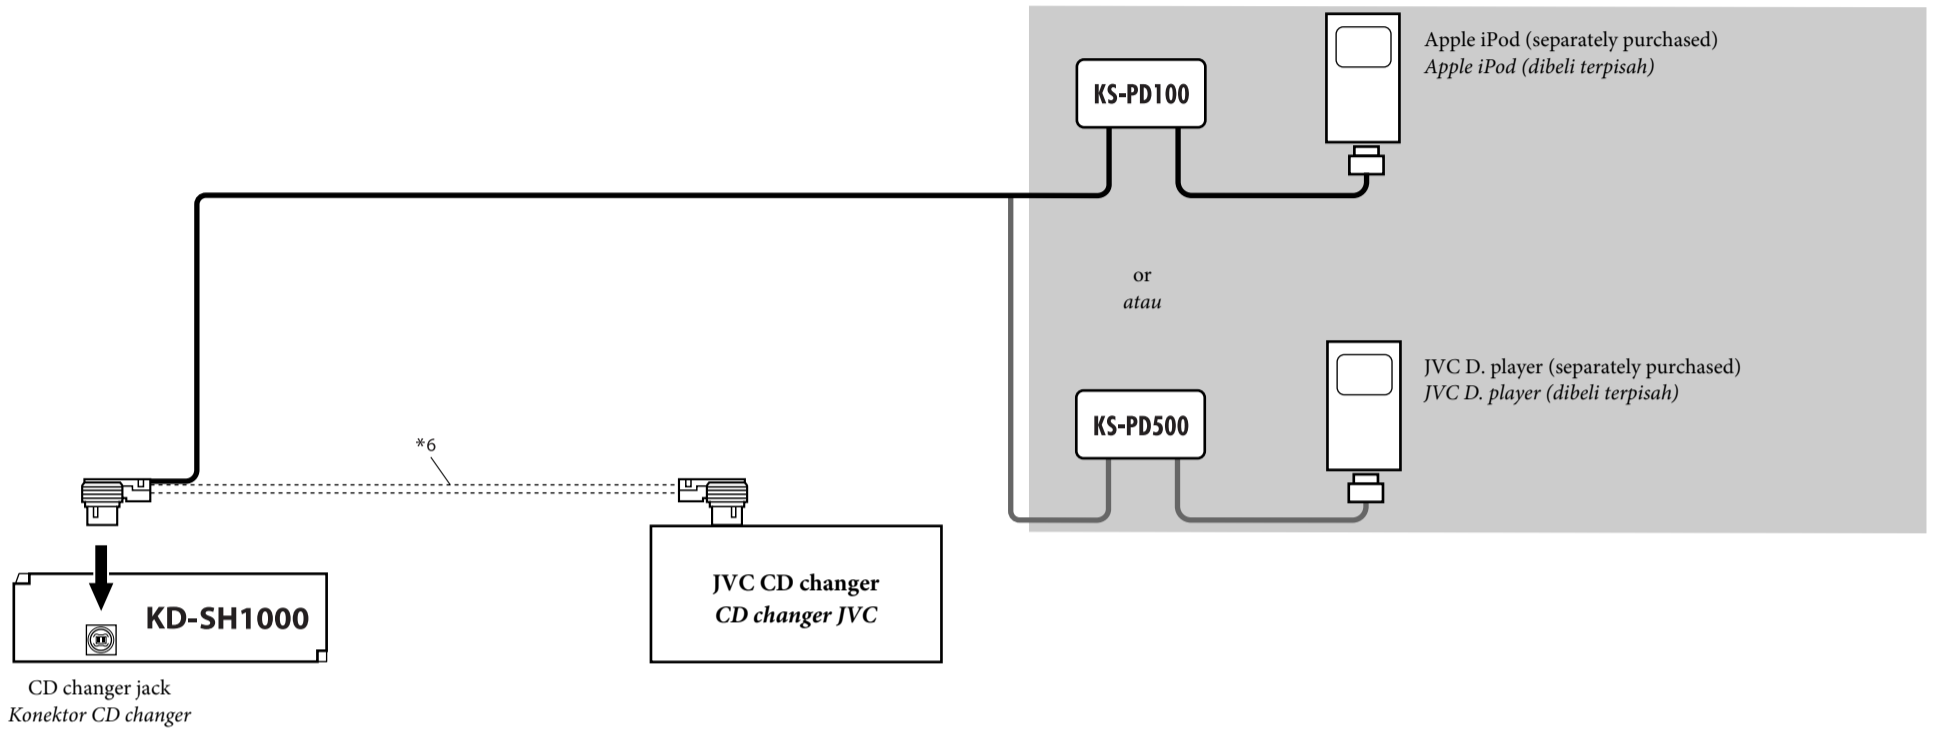 Apple iPod (separately purchased)
Apple iPod (dibeli terpisah)
KS-PD100
or
atau
JVC D. player (separately purchased)
JVC D. player (dibeli terpisah)
KS-PD500
*6
JVC CD changer
CD changer JVC
KD-SH1000
CD changer jack
Konektor CD changer